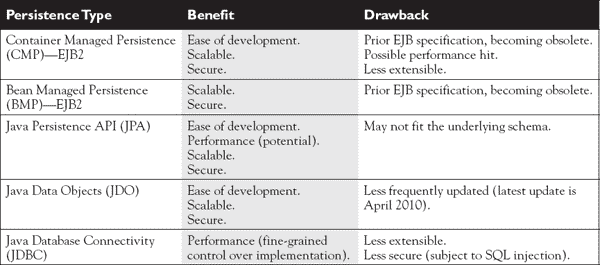 Persistence Type Benefit Drawback
Container Managed Persistence Ease of development. Prior EJB specification, becoming obsolete.
(CMP)—EJB2 Scalable. Possible performance hit.
Secure. Less extensible.
Bean Managed Persistence Scalable. Prior EJB specification, becoming obsolete.
(BMP)—EJB2 Secure.
Java Persistence API (JPA) Ease of development. May not fit the underlying schema.
Performance (potential).
Scalable.
Secure.
Java Data Objects (JDO) Ease of development. Less frequently updated (latest update is
Scalable. April 2010).
Secure.
Java Database Connectivity Performance (fine-grained Less extensible.
(JDBC) control over implementation). Less secure (subject to SQL injection).